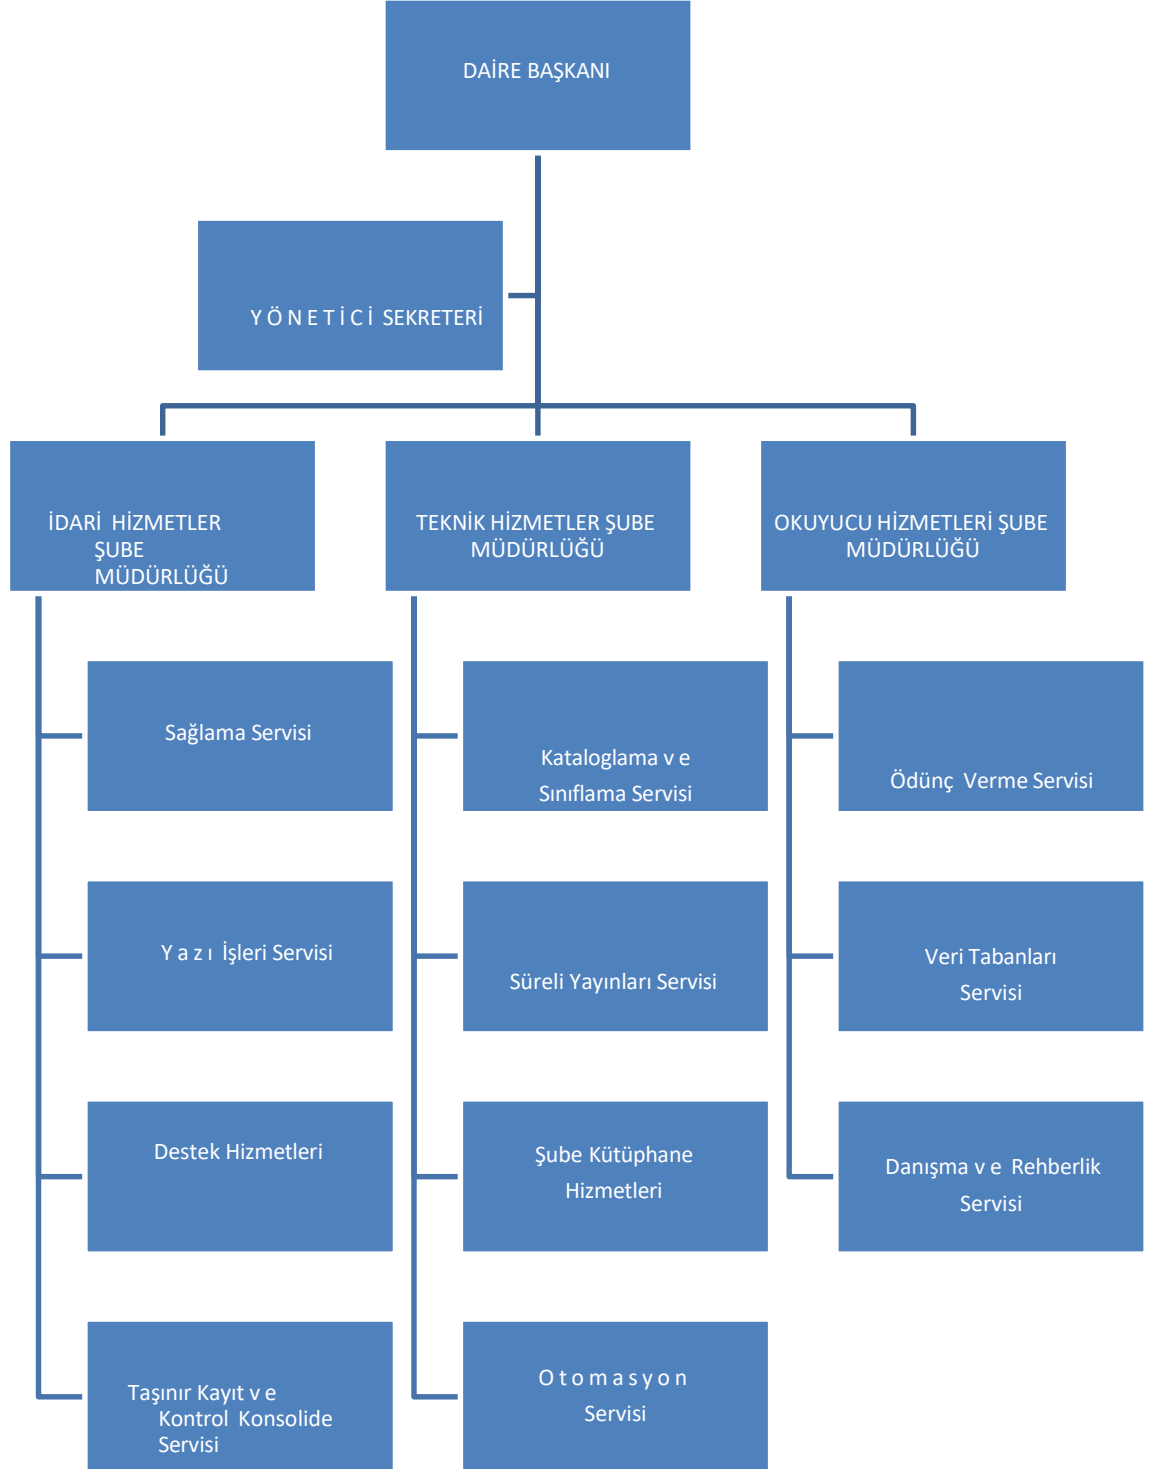 DAİRE BAŞKANI
Y Ö N E T İ C İ SEKRETERİ
İDARİ HİZMETLER
ŞUBE
MÜDÜRLÜĞÜ
TEKNİK HİZMETLER ŞUBE
MÜDÜRLÜĞÜ
OKUYUCU HİZMETLERİ ŞUBE
MÜDÜRLÜĞÜ
Sağlama Servisi
Kataloglama v e
Sınıflama Servisi
Ödünç Verme Servisi
Y a z ı İşleri Servisi
Süreli Yayınları Servisi
Veri Tabanları
Servisi
Destek Hizmetleri
Şube Kütüphane
Hizmetleri
Danışma v e Rehberlik
Servisi
Taşınır Kayıt v e
Kontrol Konsolide
Servisi
O t o m a s y o n
Servisi